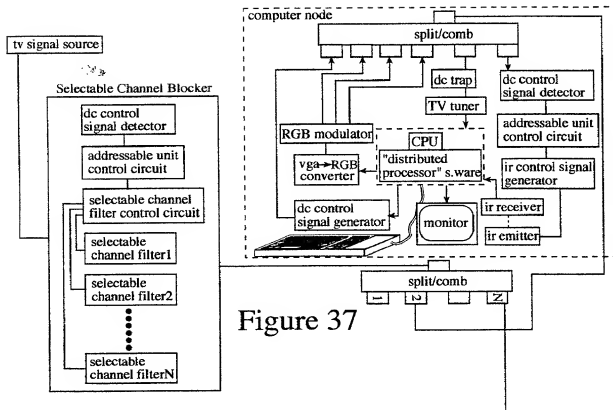 computer node
tv signal source
split/comb
Selectable Channel Blocker
dc trap
dc control
signal detector
TV tuner
dc control
signal detector
addressable unit
control circuit
RGB modulator
addressable unit
control circuit
CPU
"distributed
processor" s.ware
vga→RGB
converter
ir control signal
generator
selectable channel
filter control circuit
dc control
signal generator
monitor
ir receiver
ir emitter
selectable
channel filter1
selectable
channel filter2
split/comb
1
2
N
Figure 37
selectable
channel filterN